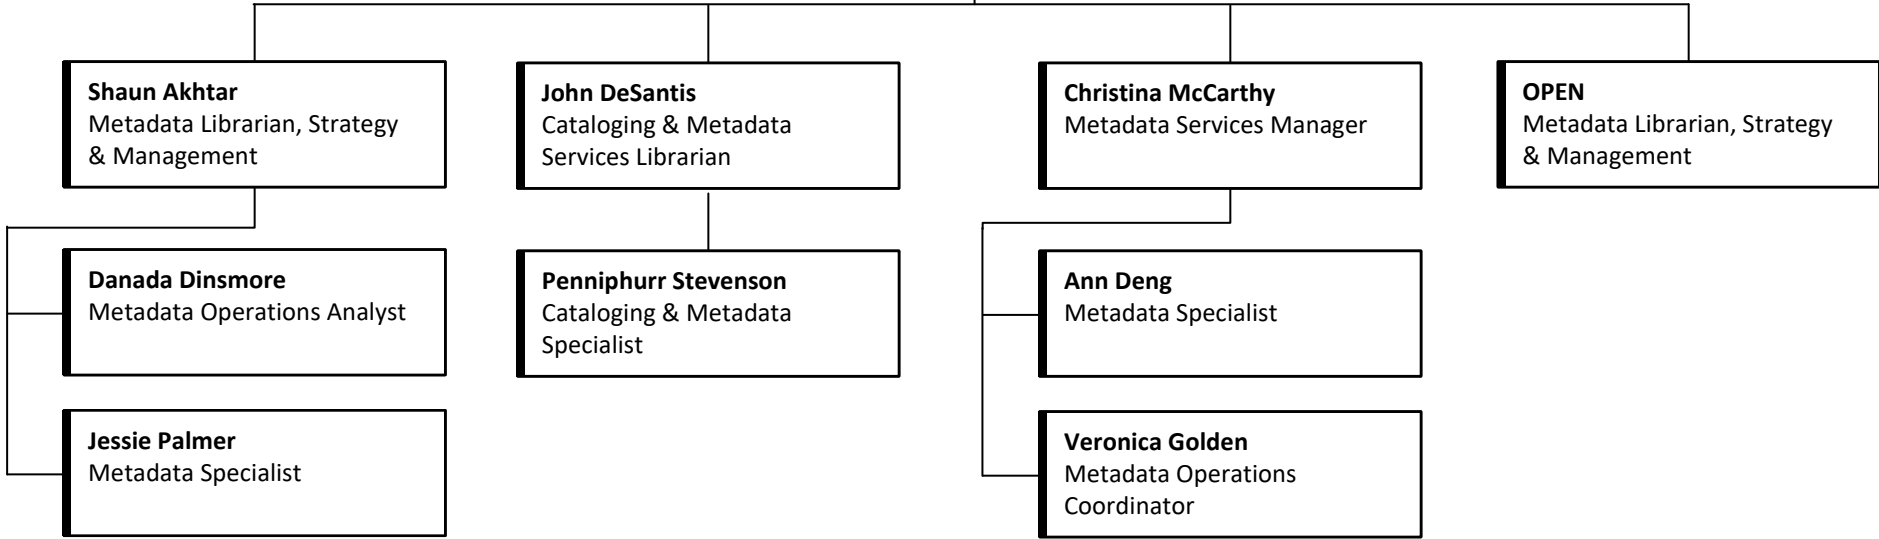 Shaun Akhtar
Metadata Librarian, Strategy
& Management
John DeSantis
Cataloging & Metadata
Services Librarian
Christina McCarthy
Metadata Services Manager
OPEN
Metadata Librarian, Strategy
& Management
Danada Dinsmore
Metadata Operations Analyst
Penniphurr Stevenson
Cataloging & Metadata
Specialist
Ann Deng
Metadata Specialist
Jessie Palmer
Metadata Specialist
Veronica Golden
Metadata Operations
Coordinator